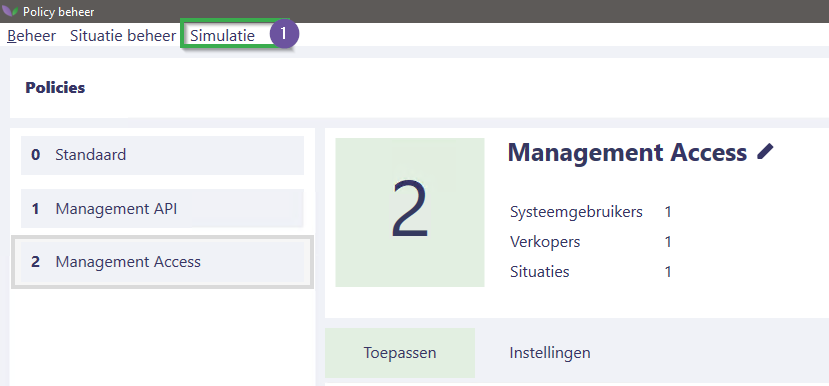 Policy beheer
Beheer Situatie beheer Simulatie 1
Policies
0 Standaard
1 Management API
2 Management Access
2
Management Access
Systeemgebruikers 1
Verkopers 1
Situaties 1
Toepassen Instellingen